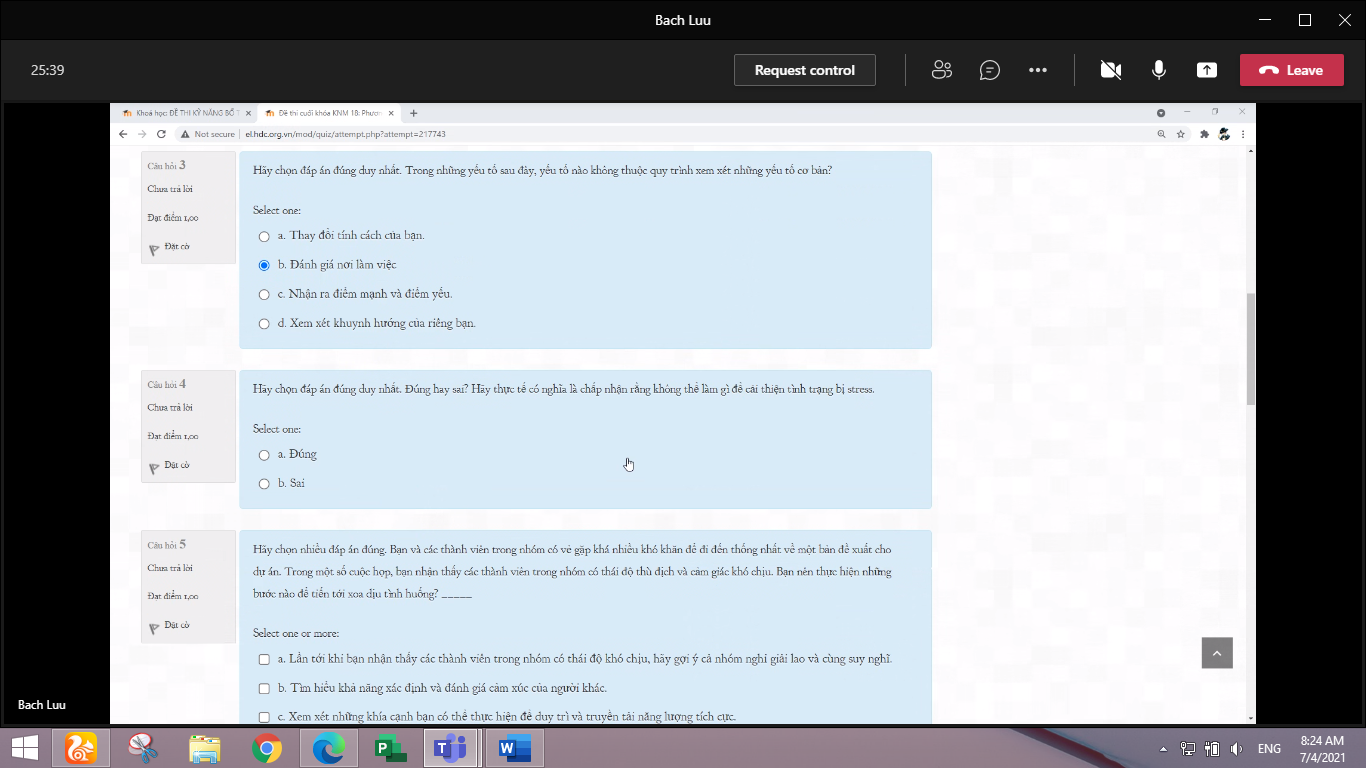 Bach Luu
25:39
Request control
Leave
Khoá học: ĐỀ THI KỸ NĂNG BỔ T
Đề thi cuối khóa KNM 18: Phươn
Not secure
el.hdc.org.vn/mod/quiz/attempt.php?attempt=217743
Câu hỏi 3
Chưa trả lời
Đạt điểm 1,00
Đặt cờ
Hãy chọn đáp án đúng duy nhất. Trong những yếu tố sau đây, yếu tố nào không thuộc quy trình xem xét những yếu tố cơ bản?
Select one:
a. Thay đổi tính cách của bạn.
b. Đánh giá nơi làm việc
c. Nhận ra điểm mạnh và điểm yếu.
d. Xem xét khuynh hướng của riêng bạn.
Câu hỏi 4
Chưa trả lời
Đạt điểm 1,00
Đặt cờ
Hãy chọn đáp án đúng duy nhất. Đúng hay sai? Hãy thực tế có nghĩa là chấp nhận rằng không thể làm gì để cải thiện tình trạng bị stress.
Select one:
a. Đúng
b. Sai
Câu hỏi 5
Chưa trả lời
Đạt điểm 1,00
Đặt cờ
Hãy chọn nhiều đáp án đúng. Bạn và các thành viên trong nhóm có vẻ gặp khá nhiều khó khăn để đi đến thống nhất về một bản đề xuất cho
dự án. Trong một số cuộc họp, bạn nhận thấy các thành viên trong nhóm có thái độ thù địch và cảm giác khó chịu. Bạn nên thực hiện những
bước nào để tiến tới xoa dịu tình huống? _____
Select one or more:
a. Lần tới khi bạn nhận thấy các thành viên trong nhóm có thái độ khó chịu, hãy gợi ý cả nhóm nghỉ giải lao và cùng suy nghĩ.
b. Tìm hiểu khả năng xác định và đánh giá cảm xúc của người khác.
c. Xem xét những khía cạnh bạn có thể thực hiện để duy trì và truyền tải năng lượng tích cực.
Bach Luu
ENG
8:24 AM
7/4/2021